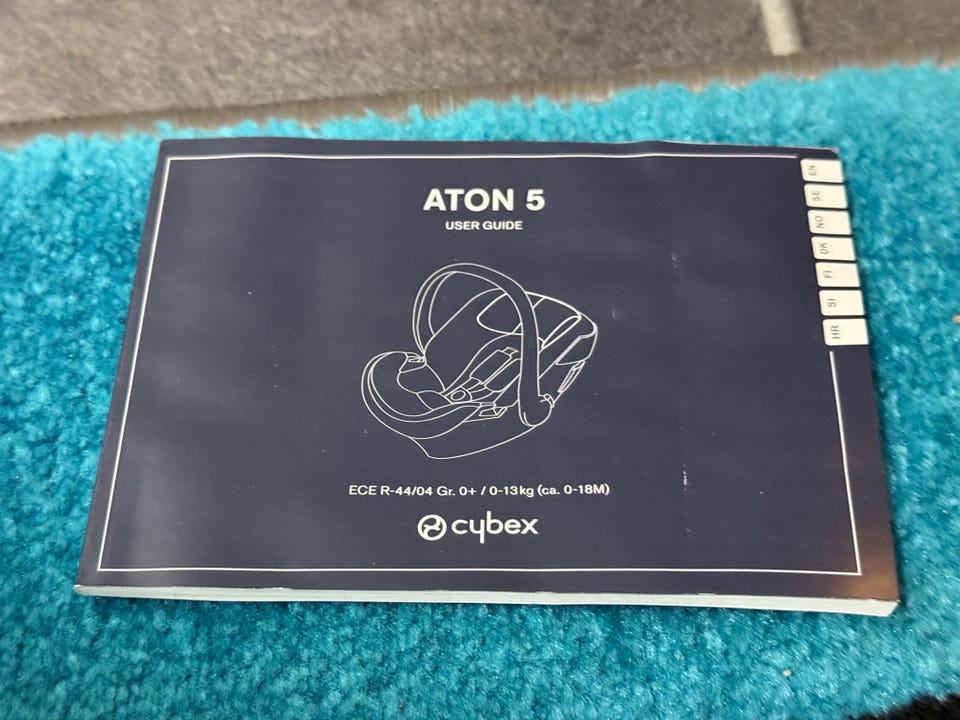 ATON 5
USER GUIDE
EN
SE
NO
DK
FI
SI
HR
ECE R-44/04 Gr. 0+ / 0-13kg (ca. 0-18M)
cybex